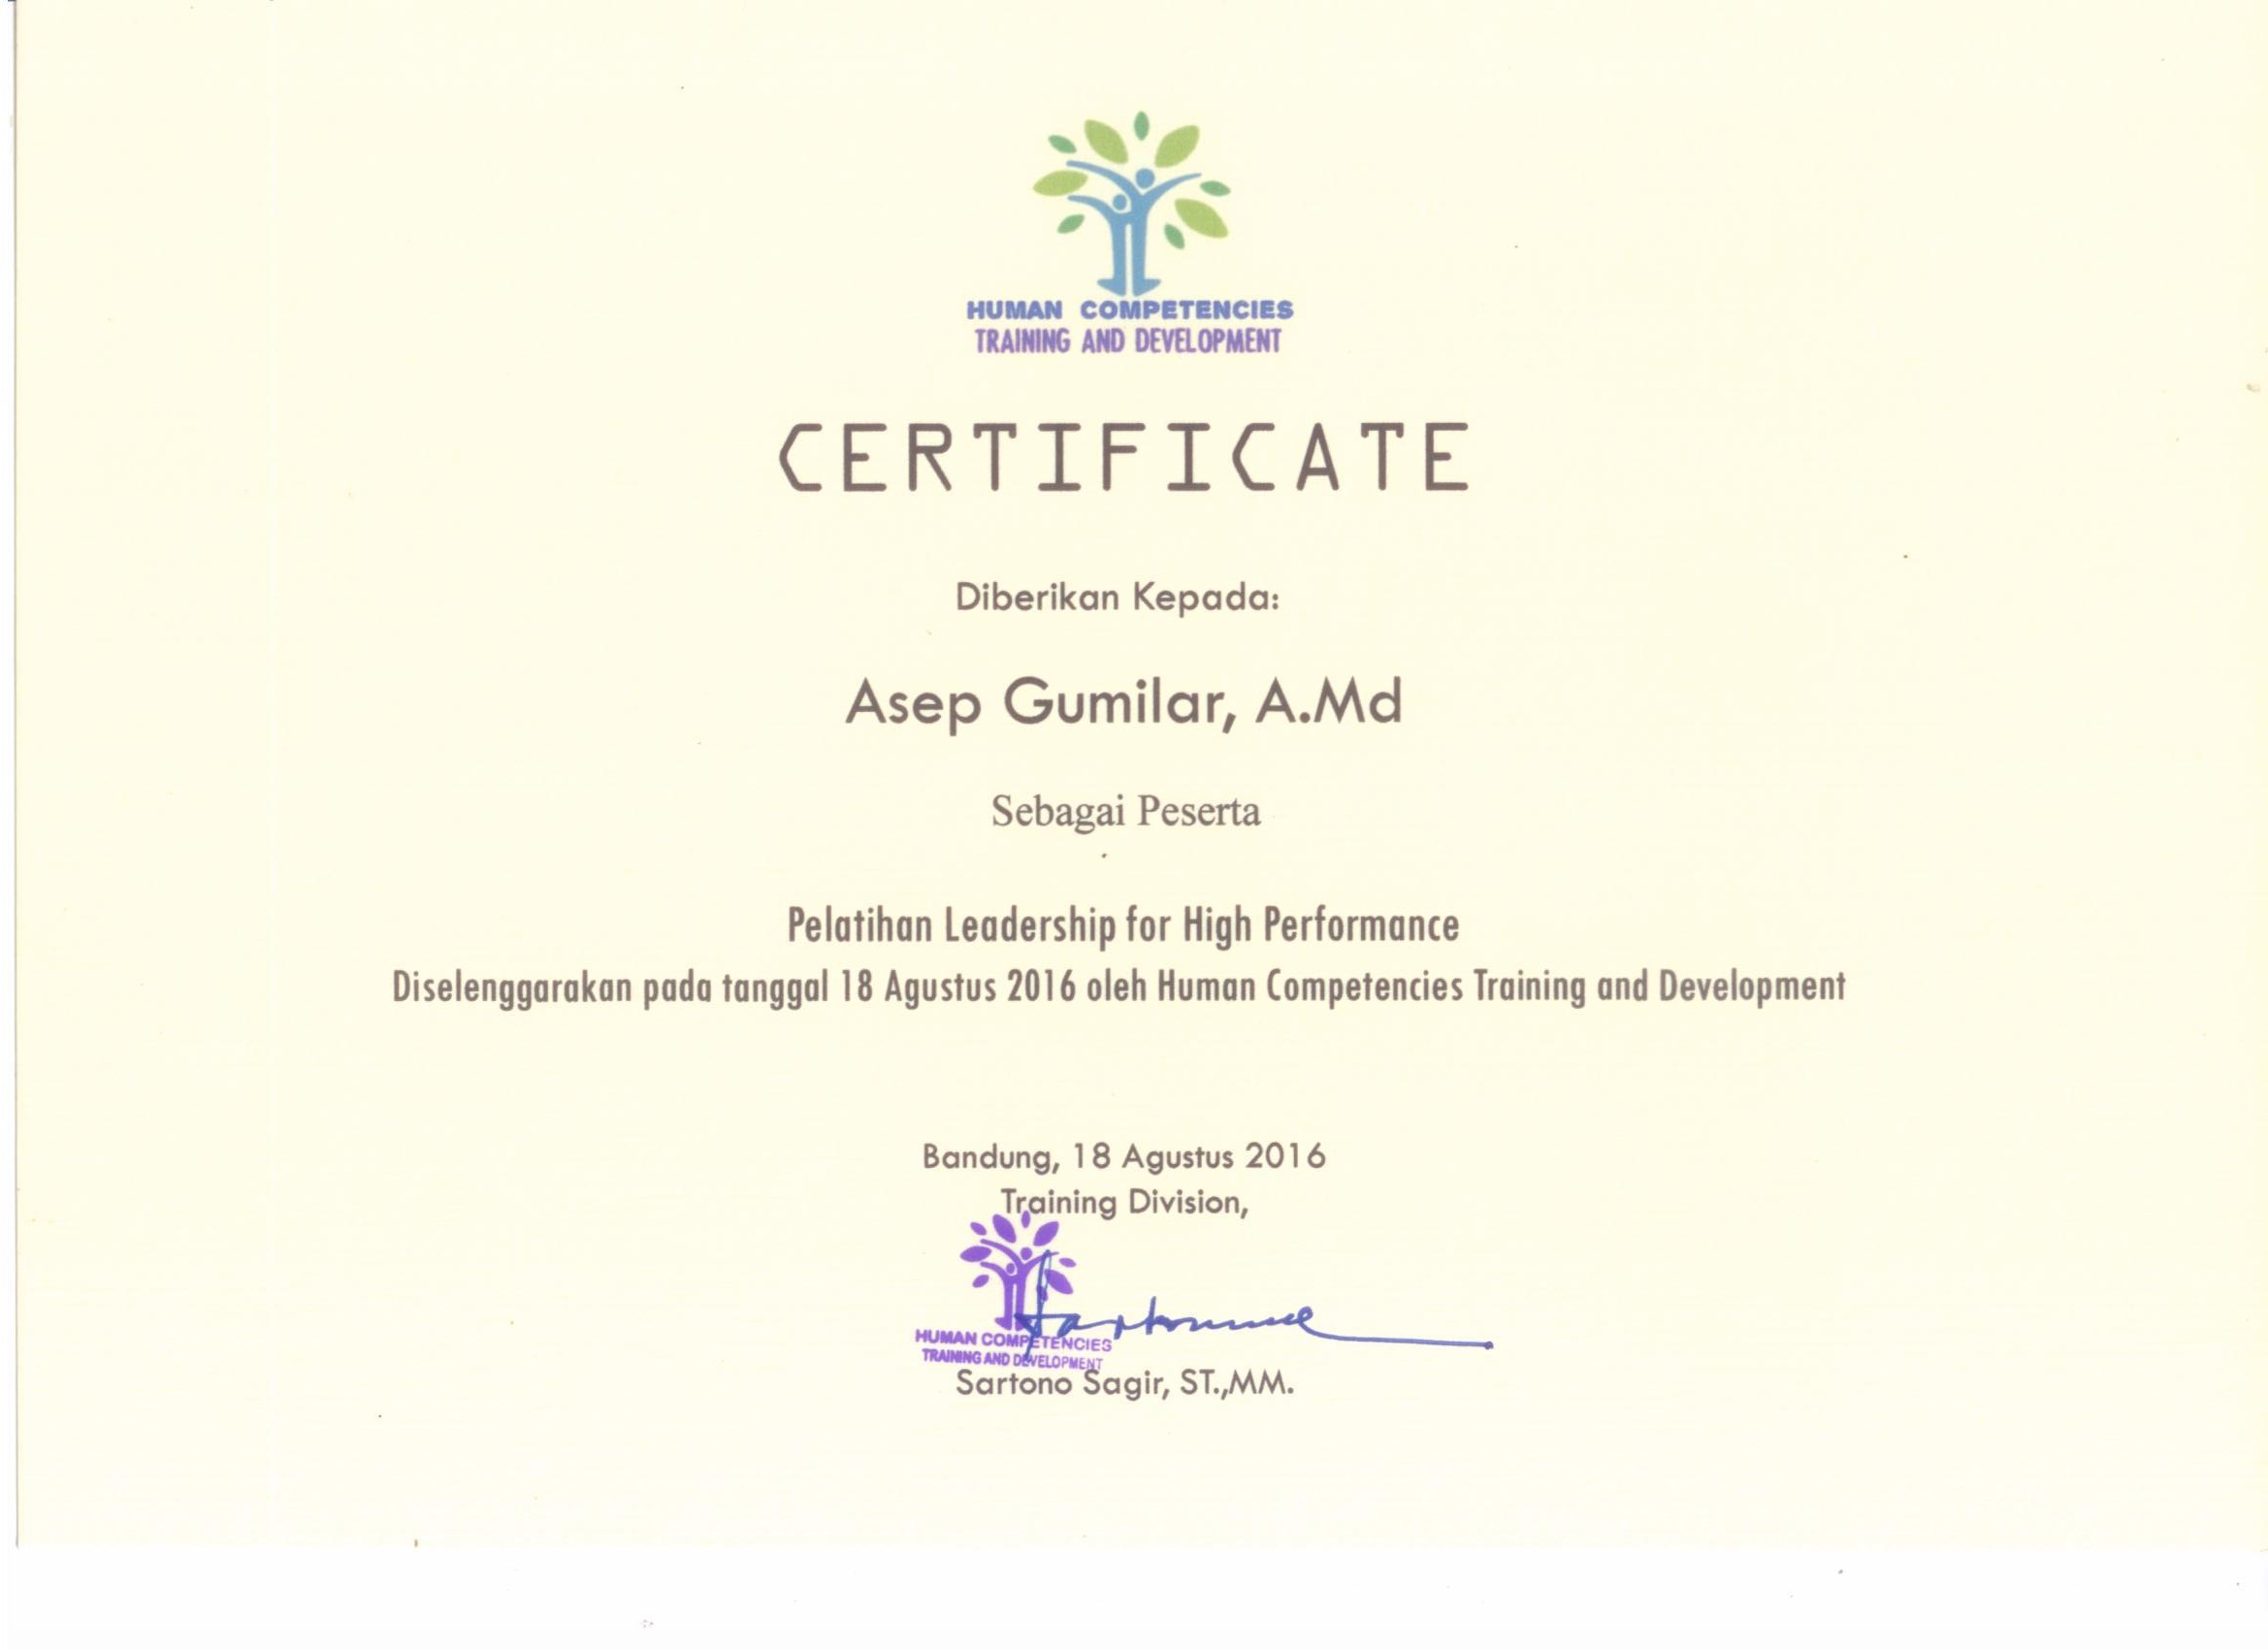 HUMAN COMPETENCIES
TRAINING AND DEVELOPMENT
CERTIFICATE
Diberikan Kepada:
Asep Gumilar, A.Md
Sebagai Peserta
Pelatihan Leadership for High Performance
Diselenggarakan pada tanggal 18 Agustus 2016 oleh Human Competencies Training and Development
Bandung, 18 Agustus 2016
Training Division,
HUMAN COMPETENCIES
TRAINING AND DEVELOPMENT
Sartono Sagir, ST.,MM.